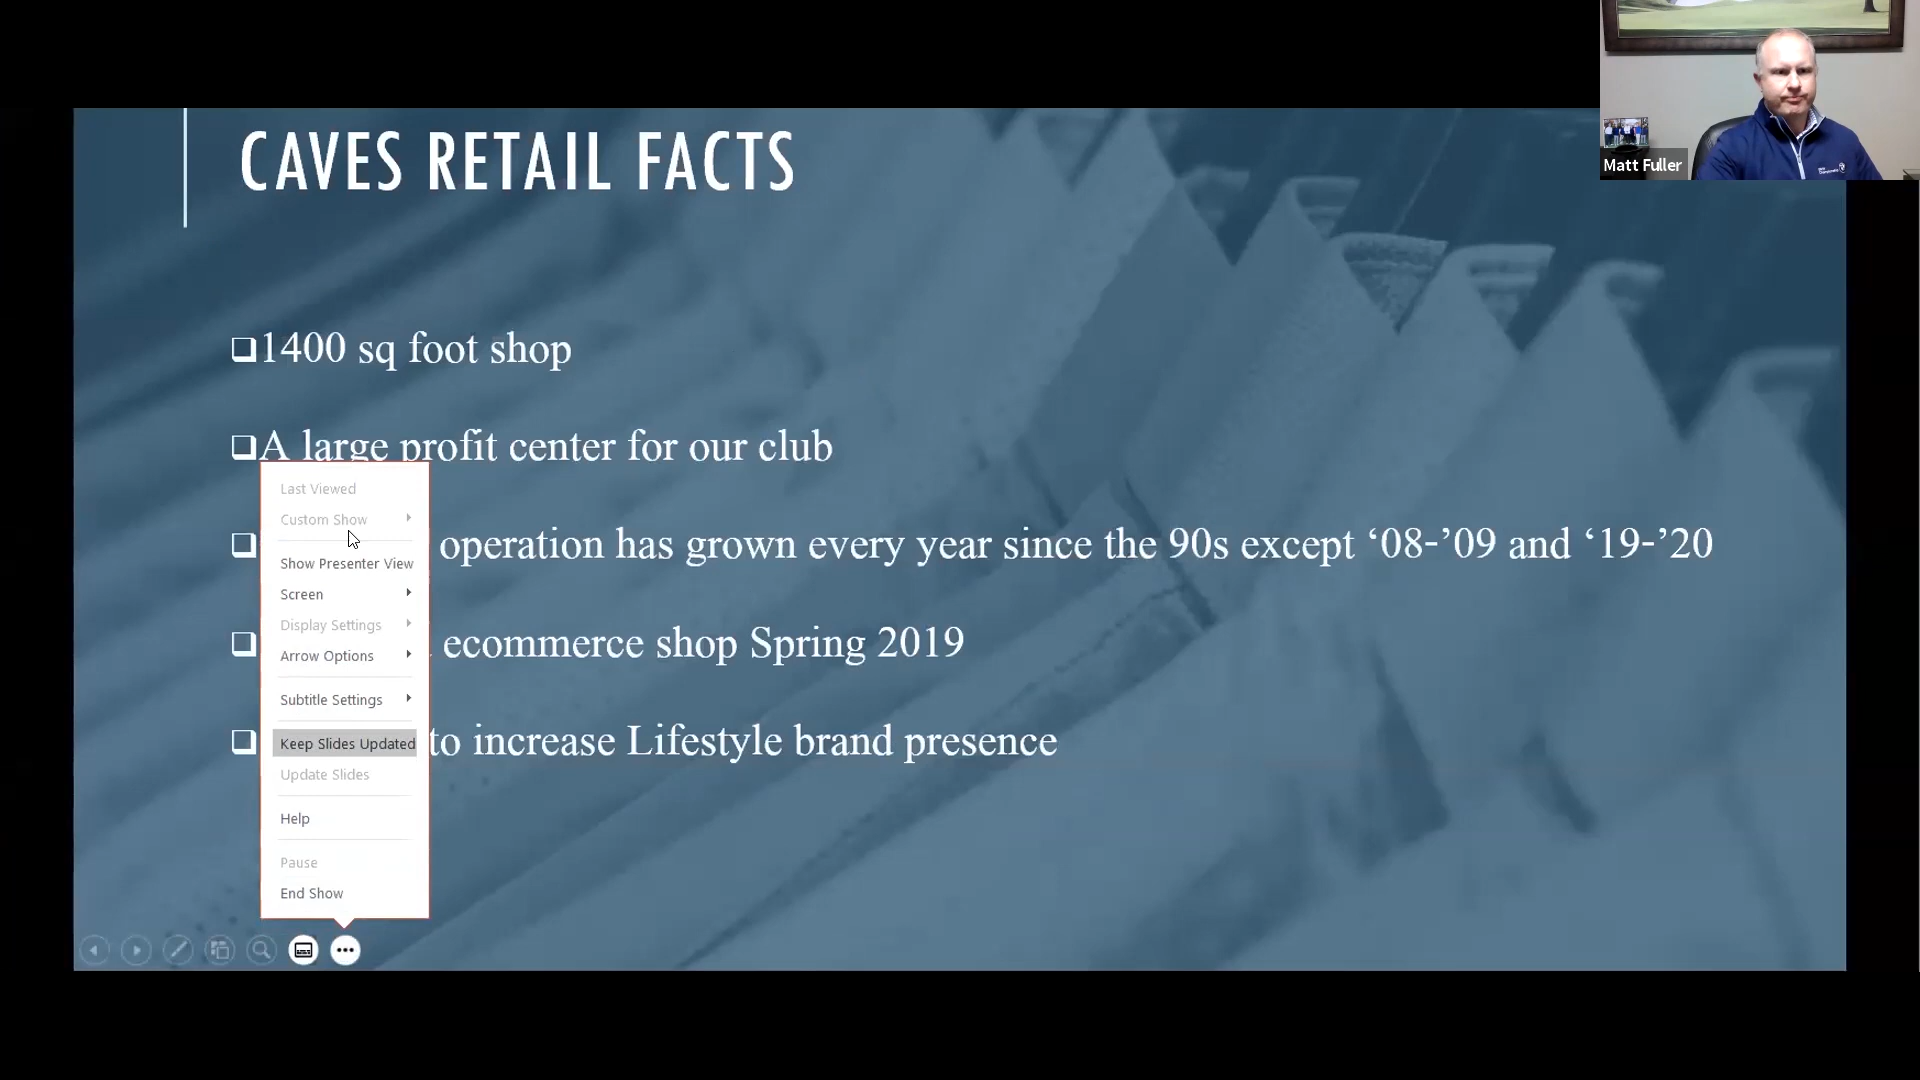 CAVES RETAIL FACTS
Matt Fuller
1400 sq foot shop
A large profit center for our club
operation has grown every year since the 90s except ‘08-’09 and ‘19-’20
ecommerce shop Spring 2019
to increase Lifestyle brand presence
Last Viewed
Custom Show
Show Presenter View
Screen
Display Settings
Arrow Options
Subtitle Settings
Keep Slides Updated
Update Slides
Help
Pause
End Show